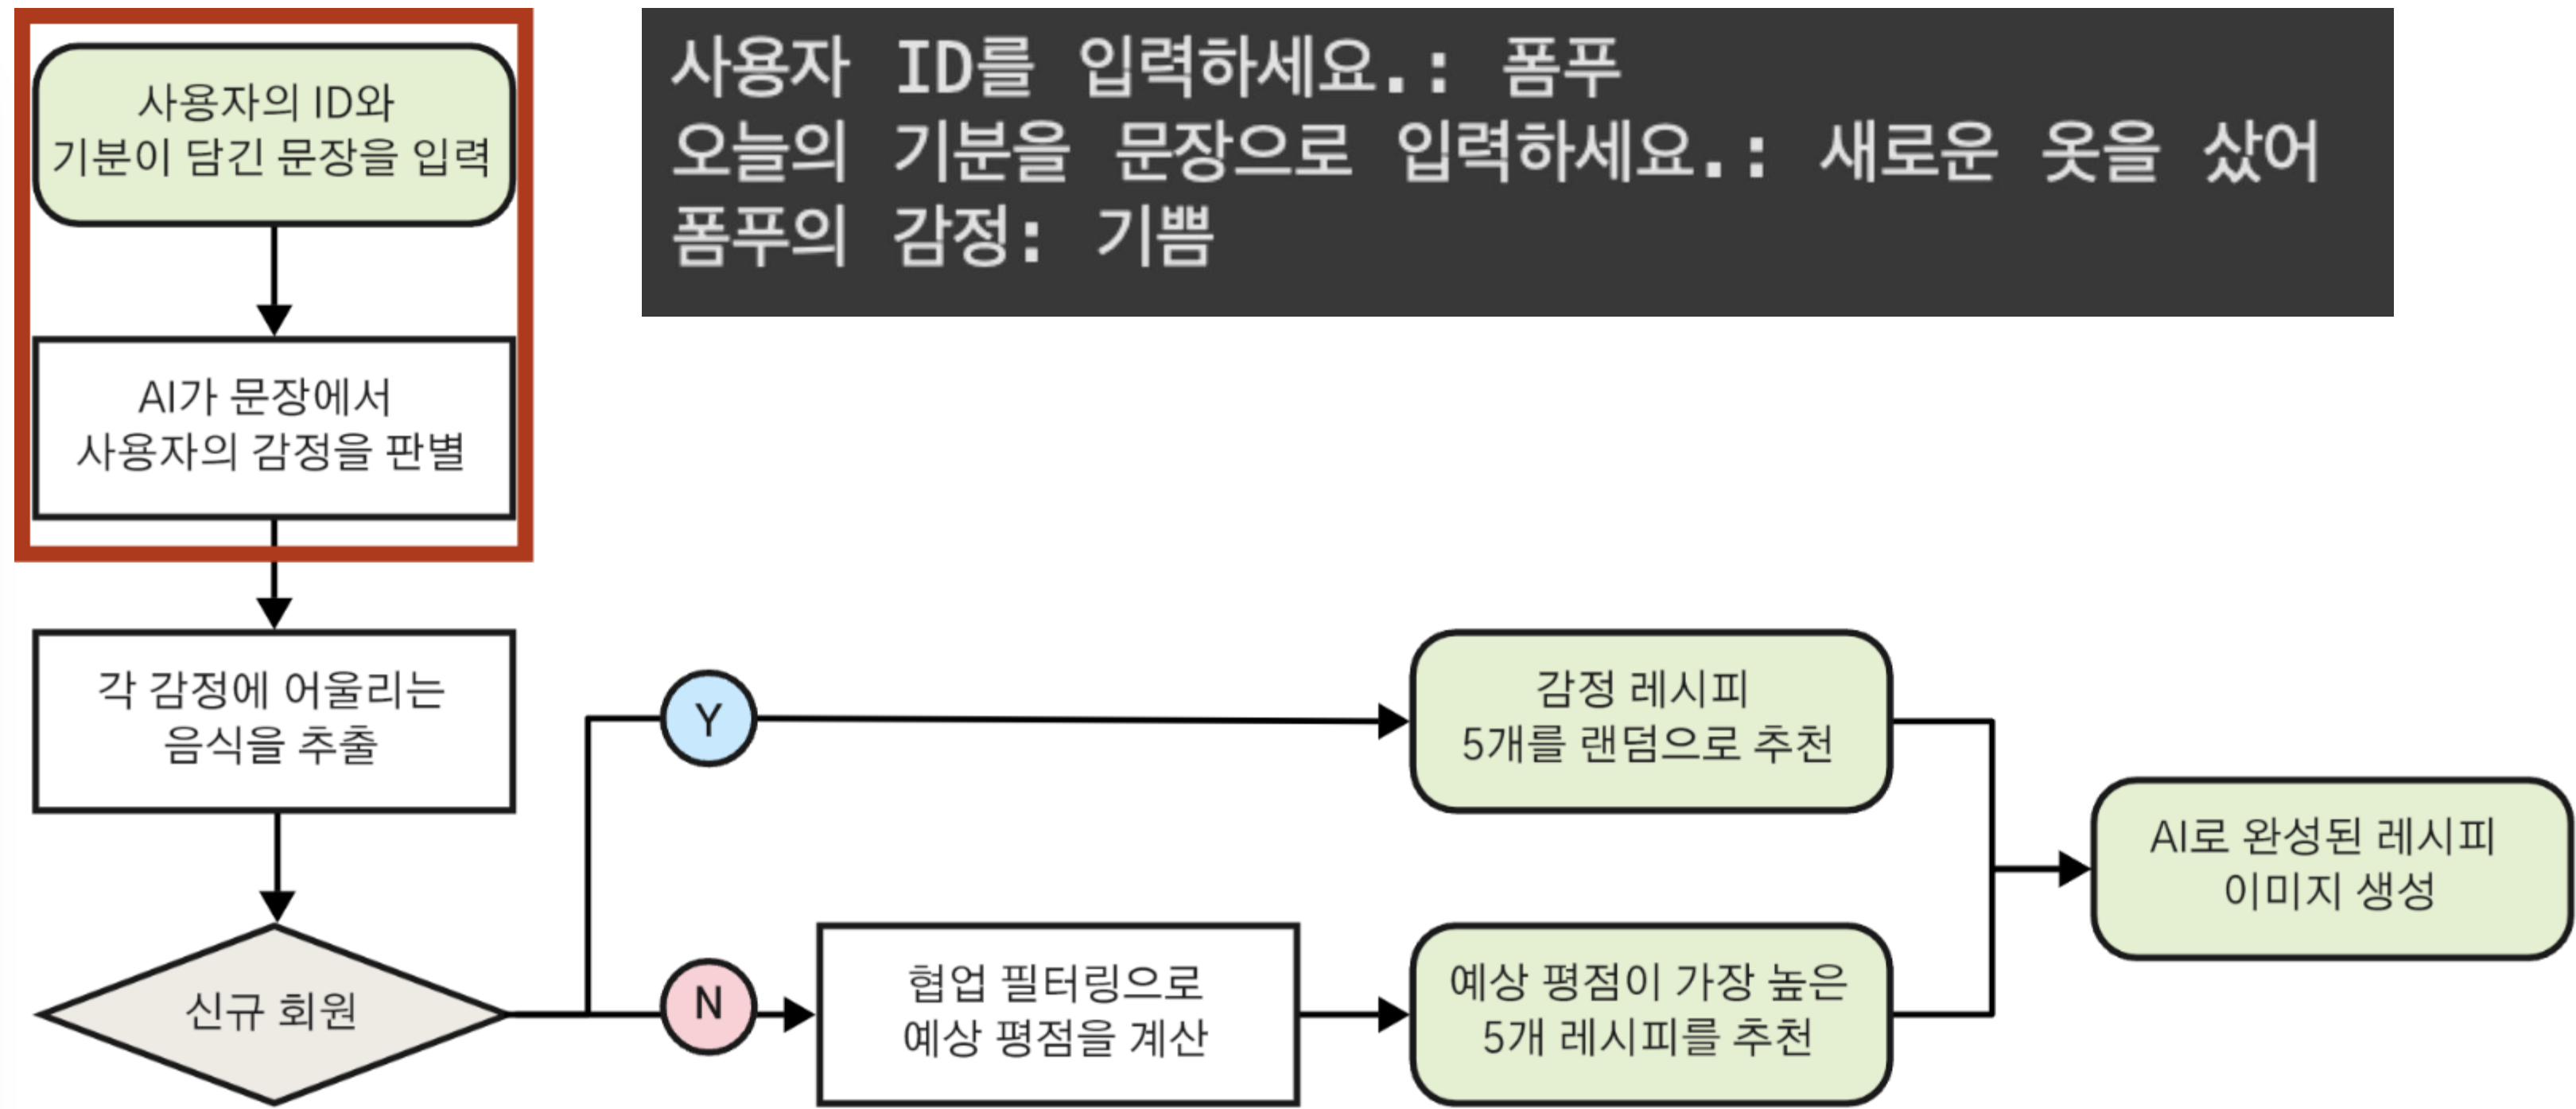 사용자의 ID와
기분이 담긴 문장을 입력
사용자 ID를 입력하세요.: 폼푸
오늘의 기분을 문장으로 입력하세요.: 새로운 옷을 샀어
폼푸의 감정: 기쁨
AI가 문장에서
사용자의 감정을 판별
각 감정에 어울리는
음식을 추출
신규 회원
Y
감정 레시피
5개를 랜덤으로 추천
N
협업 필터링으로
예상 평점을 계산
예상 평점이 가장 높은
5개 레시피를 추천
AI로 완성된 레시피
이미지 생성